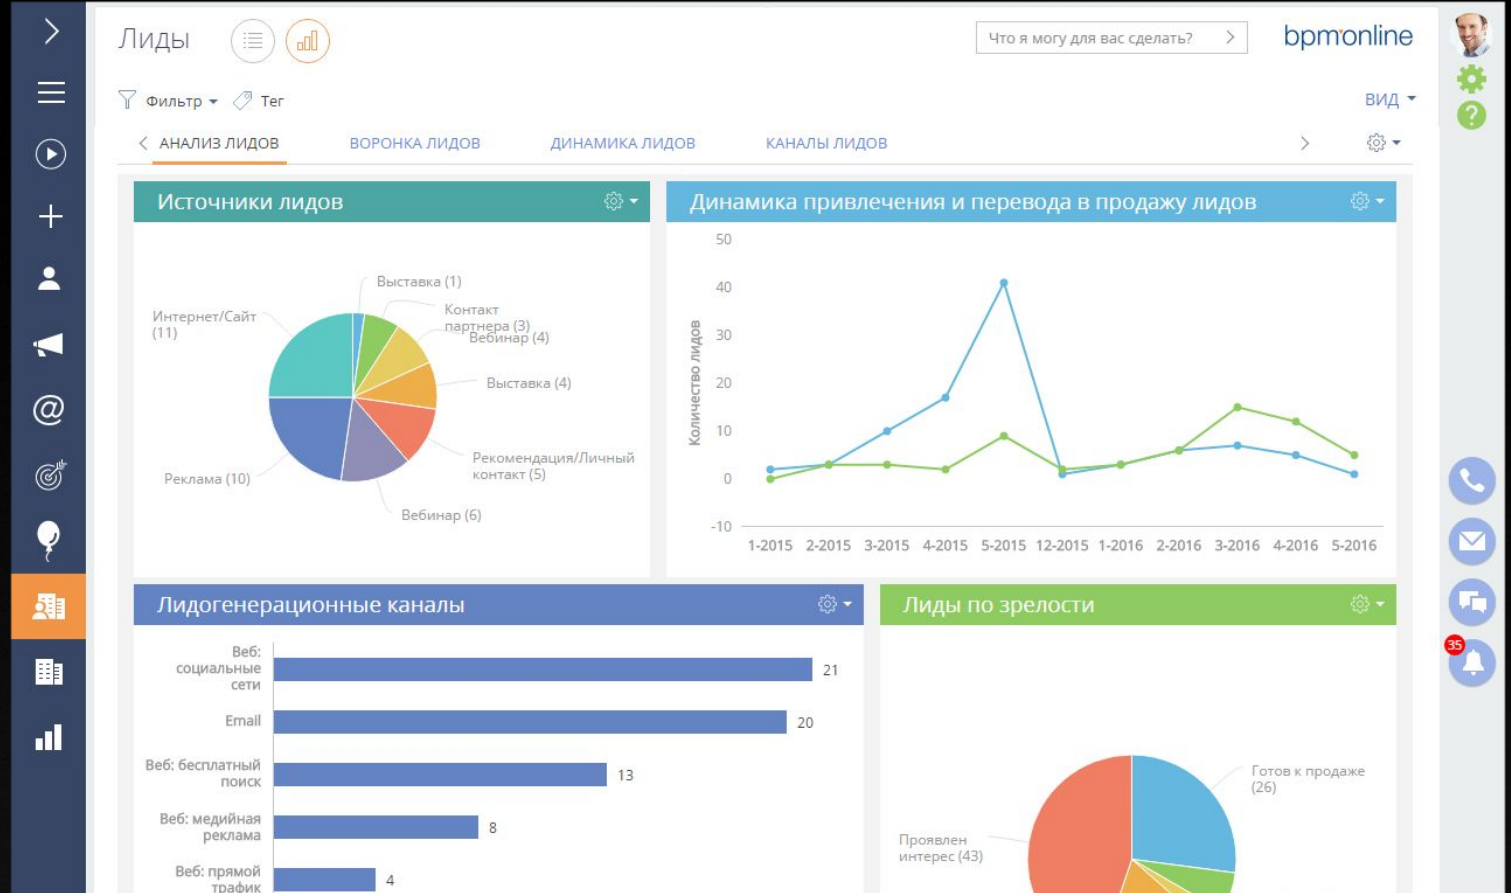 Лиды
Что я могу для вас сделать?
bpm'online
Фильтр
Тег
ВИД
АНАЛИЗ ЛИДОВ
ВОРОНКА ЛИДОВ
ДИНАМИКА ЛИДОВ
КАНАЛЫ ЛИДОВ
Источники лидов
Выставка (1)
Контакт
партнера (3)
Вебинар (4)
Выставка (4)
Рекомендация/Личный
контакт (5)
Вебинар (6)
Реклама (10)
Интернет/Сайт
(11)
Динамика привлечения и перевода в продажу лидов
Количество лидов
50
40
30
20
10
0
-10
1-2015 2-2015 3-2015 4-2015 5-2015 12-2015 1-2016 2-2016 3-2016 4-2016 5-2016
35
Лидогенерационные каналы
Веб:
социальные
сети
21
Email
20
Веб: бесплатный
поиск
13
Веб: медийная
реклама
8
Веб: прямой
трафик
4
Лиды по зрелости
Готов к продаже
(26)
Проявлен
интерес (43)